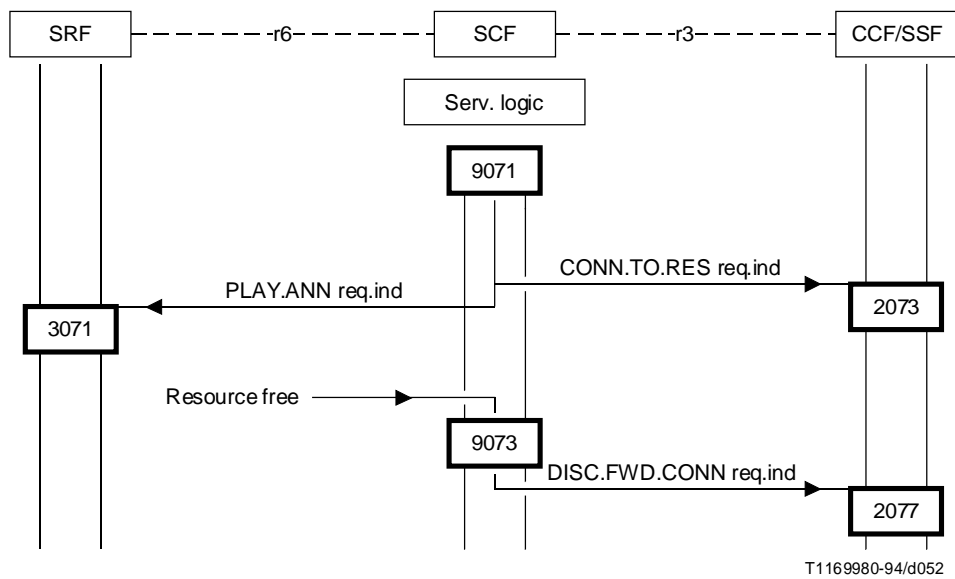 SRF r6 SCF r3 CCF/SSF
Serv. logic
9071
CONN.TO.RES req.ind
PLAY.ANN req.ind
2073
3071
Resource free
9073
DISC.FWD.CONN req.ind
2077
T1169980-94/d052